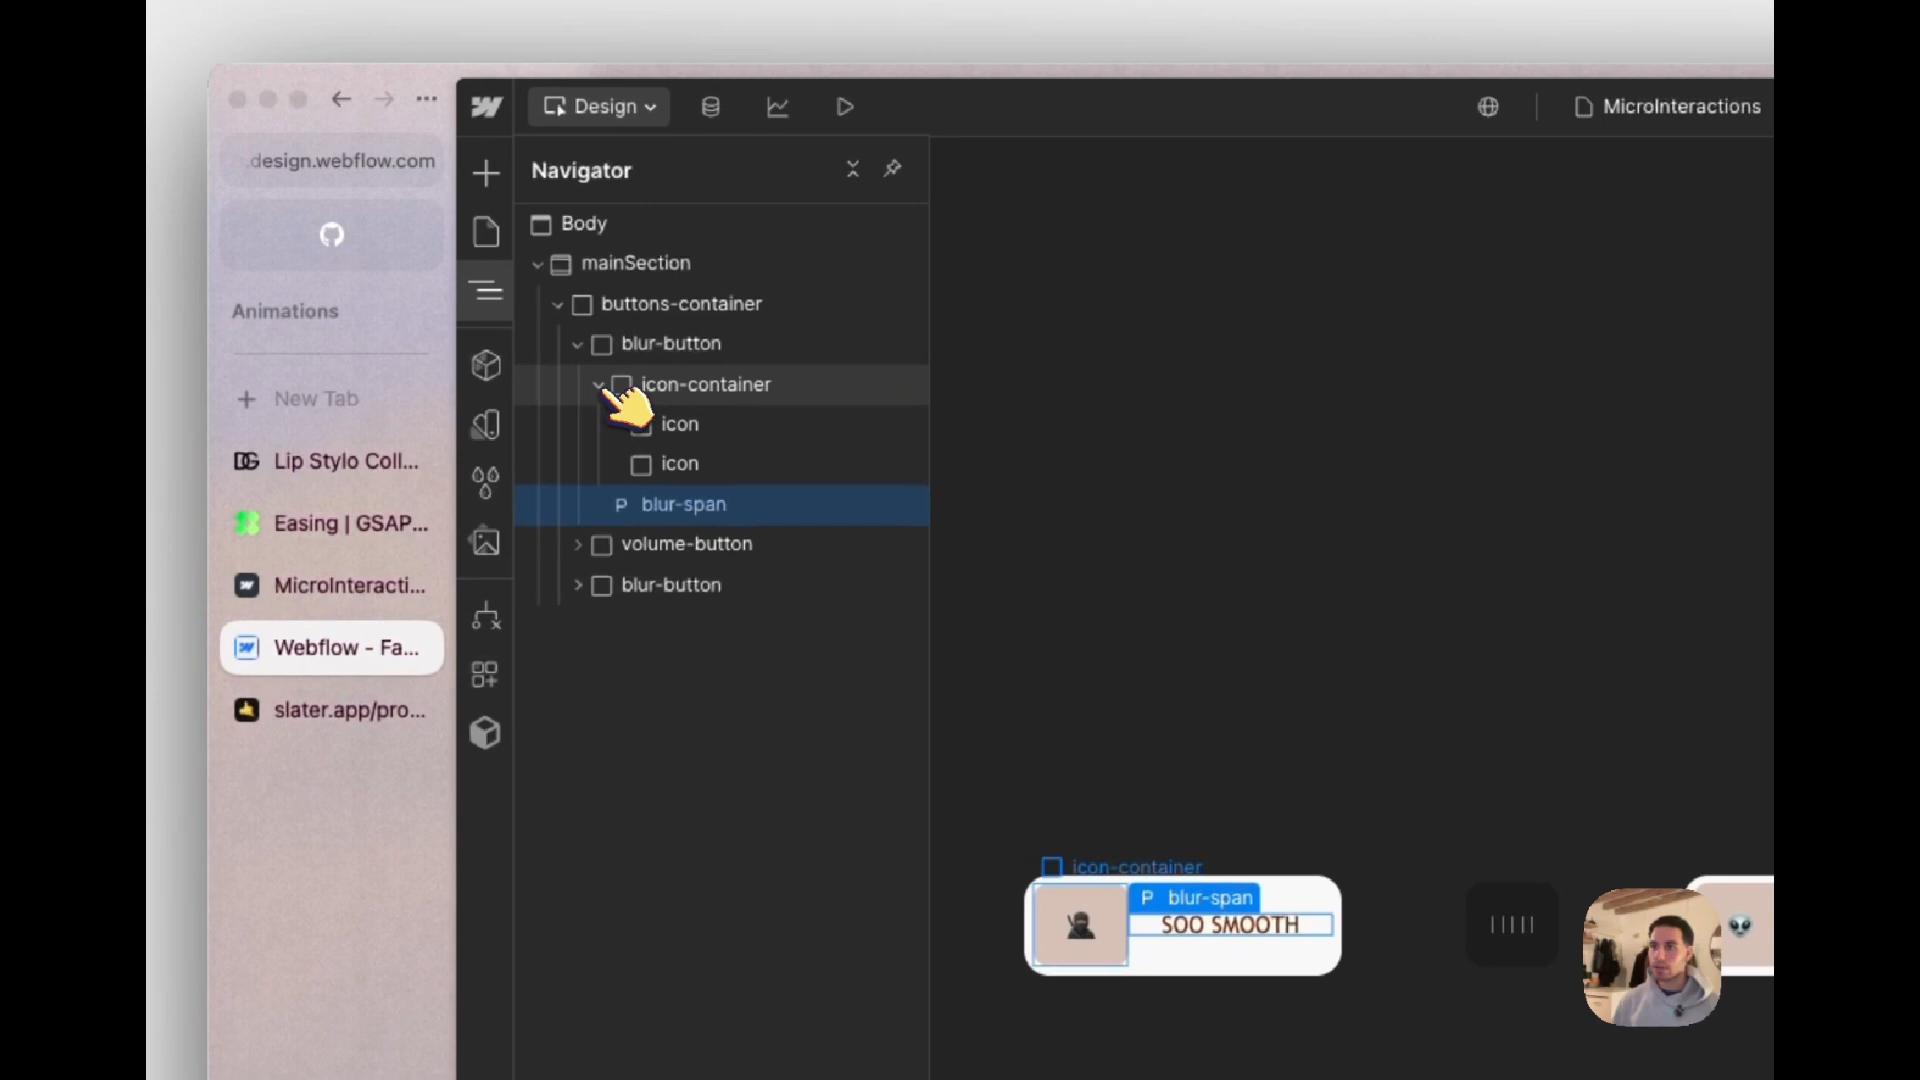 Design
MicroInteractions
.design.webflow.com
Animations
New Tab
Lip Stylo Coll...
Easing | GSAP...
MicroInteracti...
Webflow - Fa...
slater.app/pro...
Navigator
Body
mainSection
buttons-container
blur-button
icon-container
icon
icon
P blur-span
volume-button
blur-button
icon-container
P blur-span
SOO SMOOTH